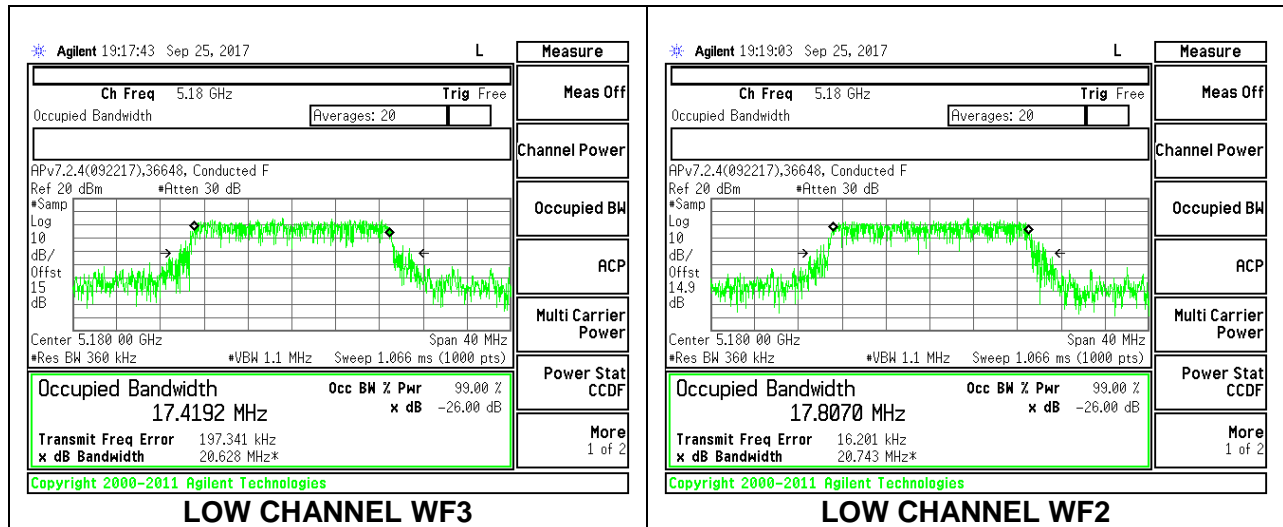 Agilent 19:17:43 Sep 25, 2017 L
Measure
Ch Freq 5.18 GHz Trig Free
Occupied Bandwidth Averages: 20
APv7.2.4(092217),36648, Conducted F
Ref 20 dBm #Atten 30 dB
#Samp
Log
10
dB/
Offst
15
dB
Center 5.180 00 GHz Span 40 MHz
#Res BW 360 kHz #VBW 1.1 MHz Sweep 1.066 ms (1000 pts)
Occupied Bandwidth Occ BW % Pwr 99.00 %
17.4192 MHz x dB -26.00 dB
Transmit Freq Error 197.341 kHz
x dB Bandwidth 20.628 MHz*
Meas Off
Channel Power
Occupied BW
ACP
Multi Carrier
Power
Power Stat
CCDF
More
1 of 2
Copyright 2000-2011 Agilent Technologies
LOW CHANNEL WF3
Agilent 19:19:03 Sep 25, 2017 L
Measure
Ch Freq 5.18 GHz Trig Free
Occupied Bandwidth Averages: 20
APv7.2.4(092217),36648, Conducted F
Ref 20 dBm #Atten 30 dB
#Samp
Log
10
dB/
Offst
14.9
dB
Center 5.180 00 GHz Span 40 MHz
#Res BW 360 kHz #VBW 1.1 MHz Sweep 1.066 ms (1000 pts)
Occupied Bandwidth Occ BW % Pwr 99.00 %
17.8070 MHz x dB -26.00 dB
Transmit Freq Error 16.201 kHz
x dB Bandwidth 20.743 MHz*
Meas Off
Channel Power
Occupied BW
ACP
Multi Carrier
Power
Power Stat
CCDF
More
1 of 2
Copyright 2000-2011 Agilent Technologies
LOW CHANNEL WF2